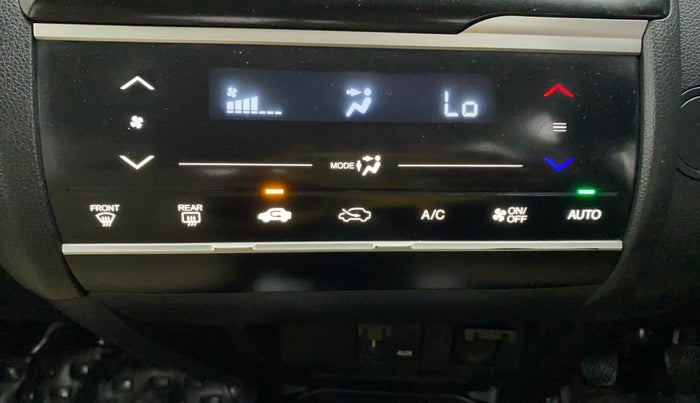 Lo
MODE
FRONT
REAR
A/C
ON/
OFF
AUTO
AUX